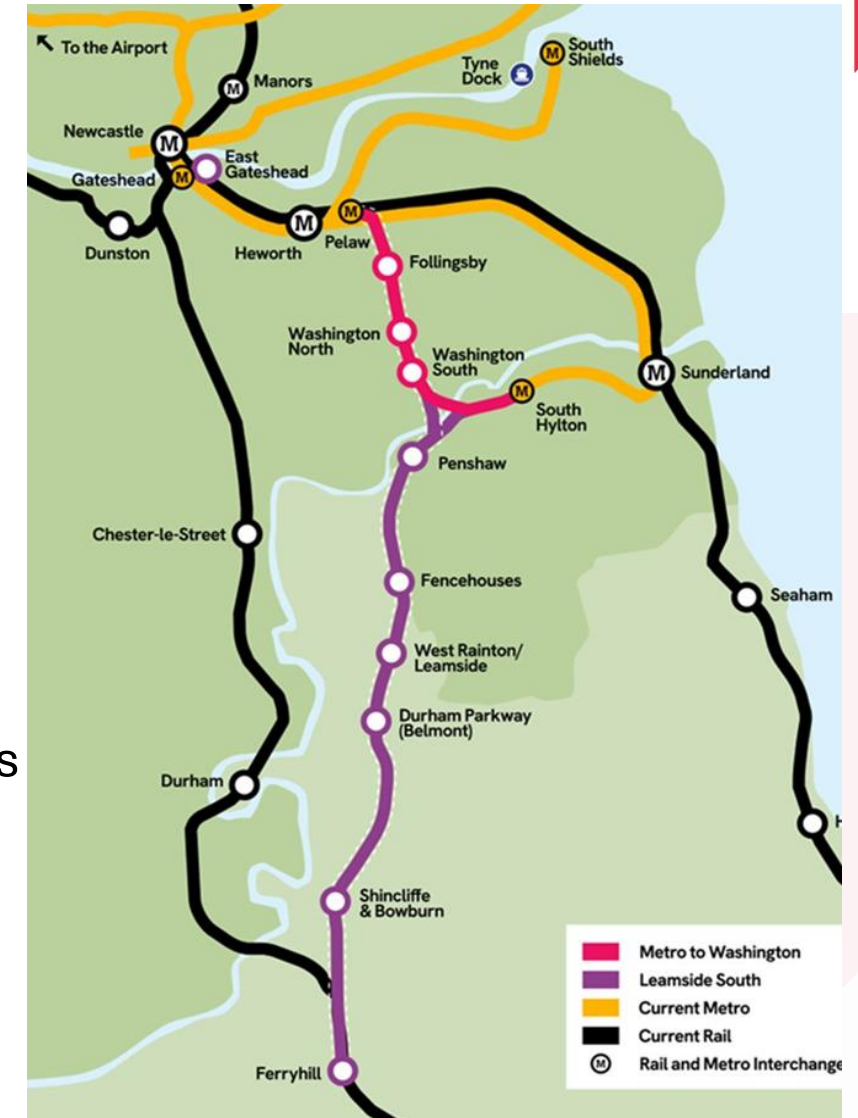 To the Airport
Tyne
Dock
M
South
Shields
M
Manors
Newcastle
M
East
Gateshead
Gateshead
M
M
M
Dunston
Heworth
Pelaw
Follingsby
Washington
North
Washington
South
M
M
Sunderland
South
Hylton
Penshaw
Chester-le-Street
Fencehouses
Seaham
West Rainton/
Leamside
Durham Parkway
(Belmont)
s
Durham
H
Shincliffe
& Bowburn
Metro to Washington
Leamside South
Current Metro
Current Rail
M
Rail and Metro Interchange
Ferryhill